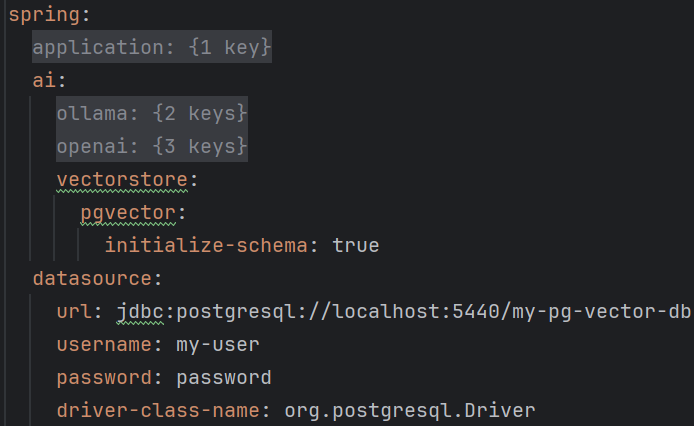 spring:
application: {1 key}
ai:
ollama: {2 keys}
openai: {3 keys}
vectorstore:
pgvector:
initialize-schema: true
datasource:
url: jdbc:postgresql://localhost:5440/my-pg-vector-db
username: my-user
password: password
driver-class-name: org.postgresql.Driver